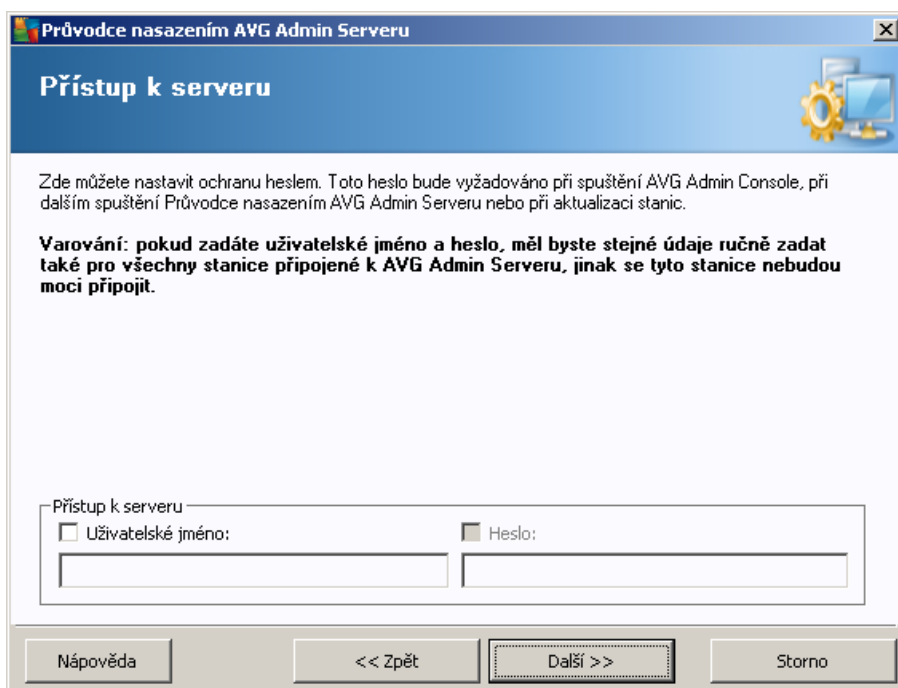 Průvodce nasazením AVG Admin Serveru
Přístup k serveru
Zde můžete nastavit ochranu heslem. Toto heslo bude vyžadováno při spuštění AVG Admin Console, při
dalším spuštění Průvodce nasazením AVG Admin Serveru nebo při aktualizaci stanic.
Varování: pokud zadáte uživatelské jméno a heslo, měl byste stejné údaje ručně zadat
také pro všechny stanice připojené k AVG Admin Serveru, jinak se tyto stanice nebudou
moci připojit.
Přístup k serveru
Uživatelské jméno:
Heslo:
Nápověda
<< Zpět
Další >>
Storno